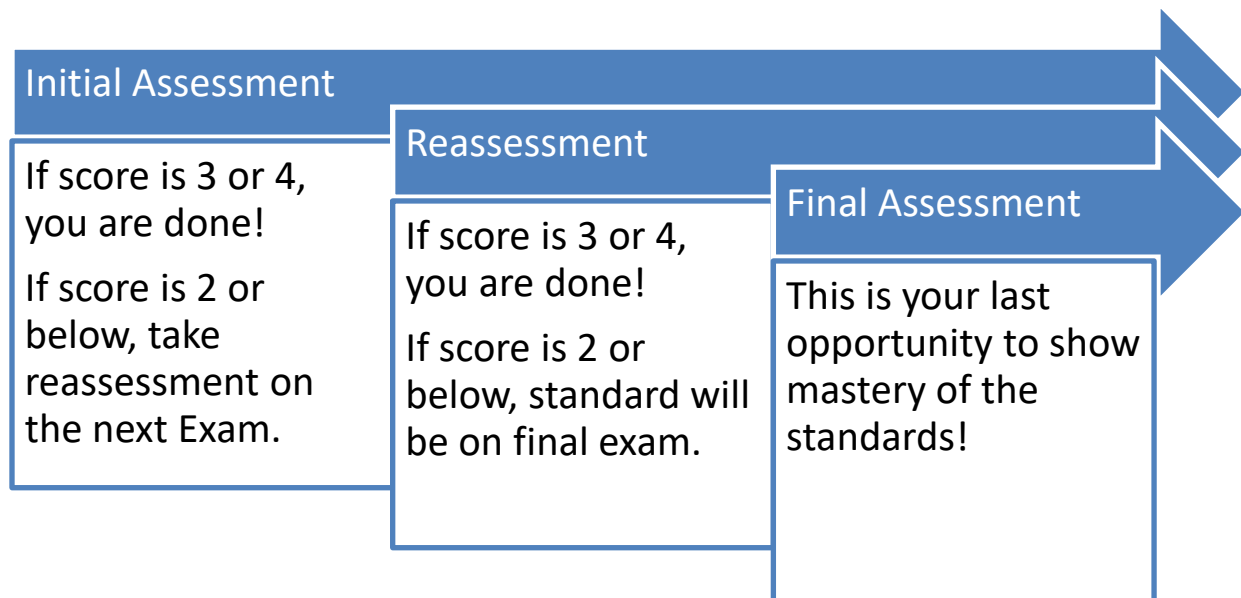 Initial Assessment
If score is 3 or 4,
you are done!
If score is 2 or
below, take
reassessment on
the next Exam.
Reassessment
If score is 3 or 4,
you are done!
If score is 2 or
below, standard will
be on final exam.
Final Assessment
This is your last
opportunity to show
mastery of the
standards!